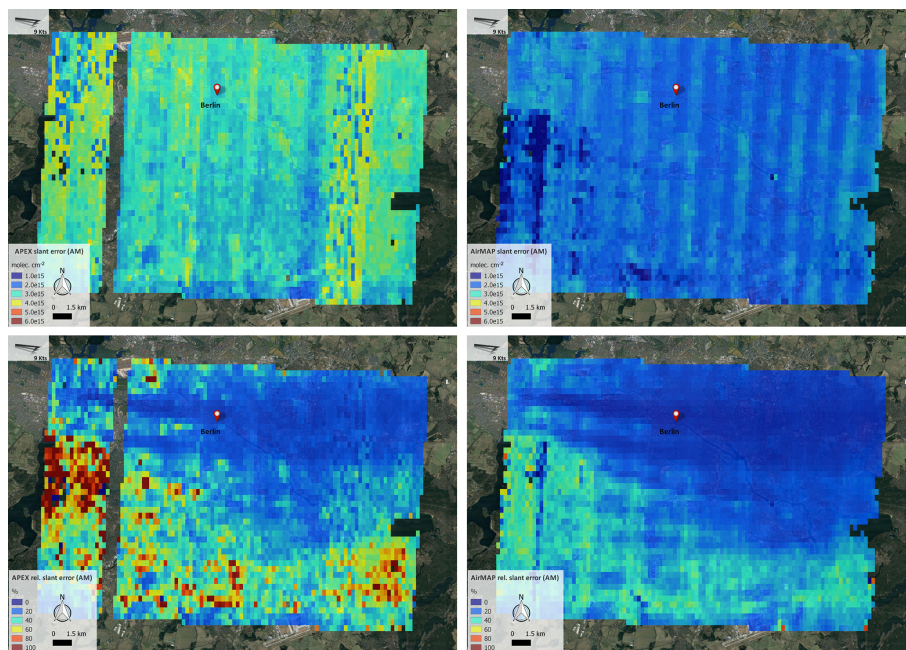 9 Kts
Berlin
APEX slant error (AM)
molec. cm⁻²
1.0e15
2.0e15
3.0e15
4.0e15
5.0e15
6.0e15
N
0 1.5 km
9 Kts
Berlin
AirMAP slant error (AM)
molec. cm⁻²
1.0e15
2.0e15
3.0e15
4.0e15
5.0e15
6.0e15
N
0 1.5 km
9 Kts
Berlin
APEX rel. slant error (AM)
%
0
20
40
60
80
100
N
0 1.5 km
9 Kts
Berlin
AirMAP rel. slant error (AM)
%
0
20
40
60
80
100
N
0 1.5 km